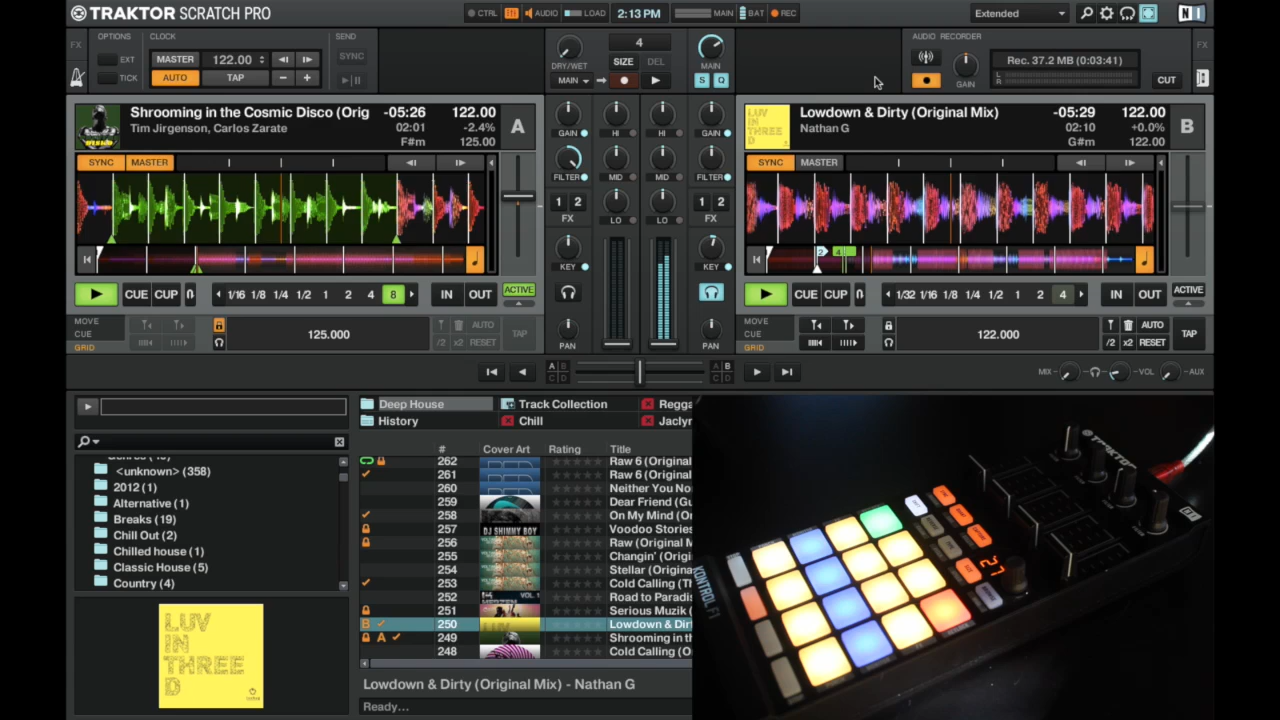 TRAKTOR SCRATCH PRO
CTRL AUDIO LOAD 2:13 PM MAIN BAT REC
Extended
NI
FX OPTIONS CLOCK SEND
EXT MASTER 122.00 SYNC
TICK AUTO TAP − +
DRY/WET 4 SIZE DEL MAIN
MAIN S Q
AUDIO RECORDER FX
GAIN Rec. 37.2 MB (0:03:41) CUT
L
R
Shrooming in the Cosmic Disco (Orig -05:26 122.00
Tim Jirgenson, Carlos Zarate 02:01 -2.4%
F#m 125.00
A
SYNC MASTER
GAIN HI HI GAIN
FILTER MID MID FILTER
1 2 LO LO 1 2
FX FX
KEY KEY
PAN PAN
Lowdown & Dirty (Original Mix) -05:29 122.00
Nathan G 02:10 +0.0%
G#m 122.00
B
SYNC MASTER
2 4
CUE CUP 1/16 1/8 1/4 1/2 1 2 4 8 IN OUT ACTIVE
CUE CUP 1/32 1/16 1/8 1/4 1/2 1 2 4 IN OUT ACTIVE
MOVE
CUE
GRID
125.000
AUTO TAP
/2 x2 RESET
MOVE
CUE
GRID
122.000
AUTO TAP
/2 x2 RESET
A B
C D
A B
C D
MIX VOL AUX
Deep House Track Collection Regga
History Chill Jaclyn
# Cover Art Rating Title
<unknown> (358)
2012 (1)
Alternative (1)
Breaks (19)
Chill Out (2)
Chilled house (1)
Classic House (5)
Country (4)
262 Raw 6 (Original
261 Raw 6 (Original
260 Neither You No
259 Dear Friend (Gu
258 On My Mind (O
257 DJ SHIMMY BOY Voodoo Stories
256 Raw (Original M
255 Changin' (Origi
254 Stellar (Original
253 Cold Calling (Th
252 VOL. 1 Road to Paradis
251 Serious Muzik (
B 250 LUV Lowdown & Dirt
A 249 Shrooming in th
248 Cold Calling (O
LUV
IN
THREE
D
Lowdown & Dirty (Original Mix) - Nathan G
Ready...
TRAKTOR
KONTROL F1
27